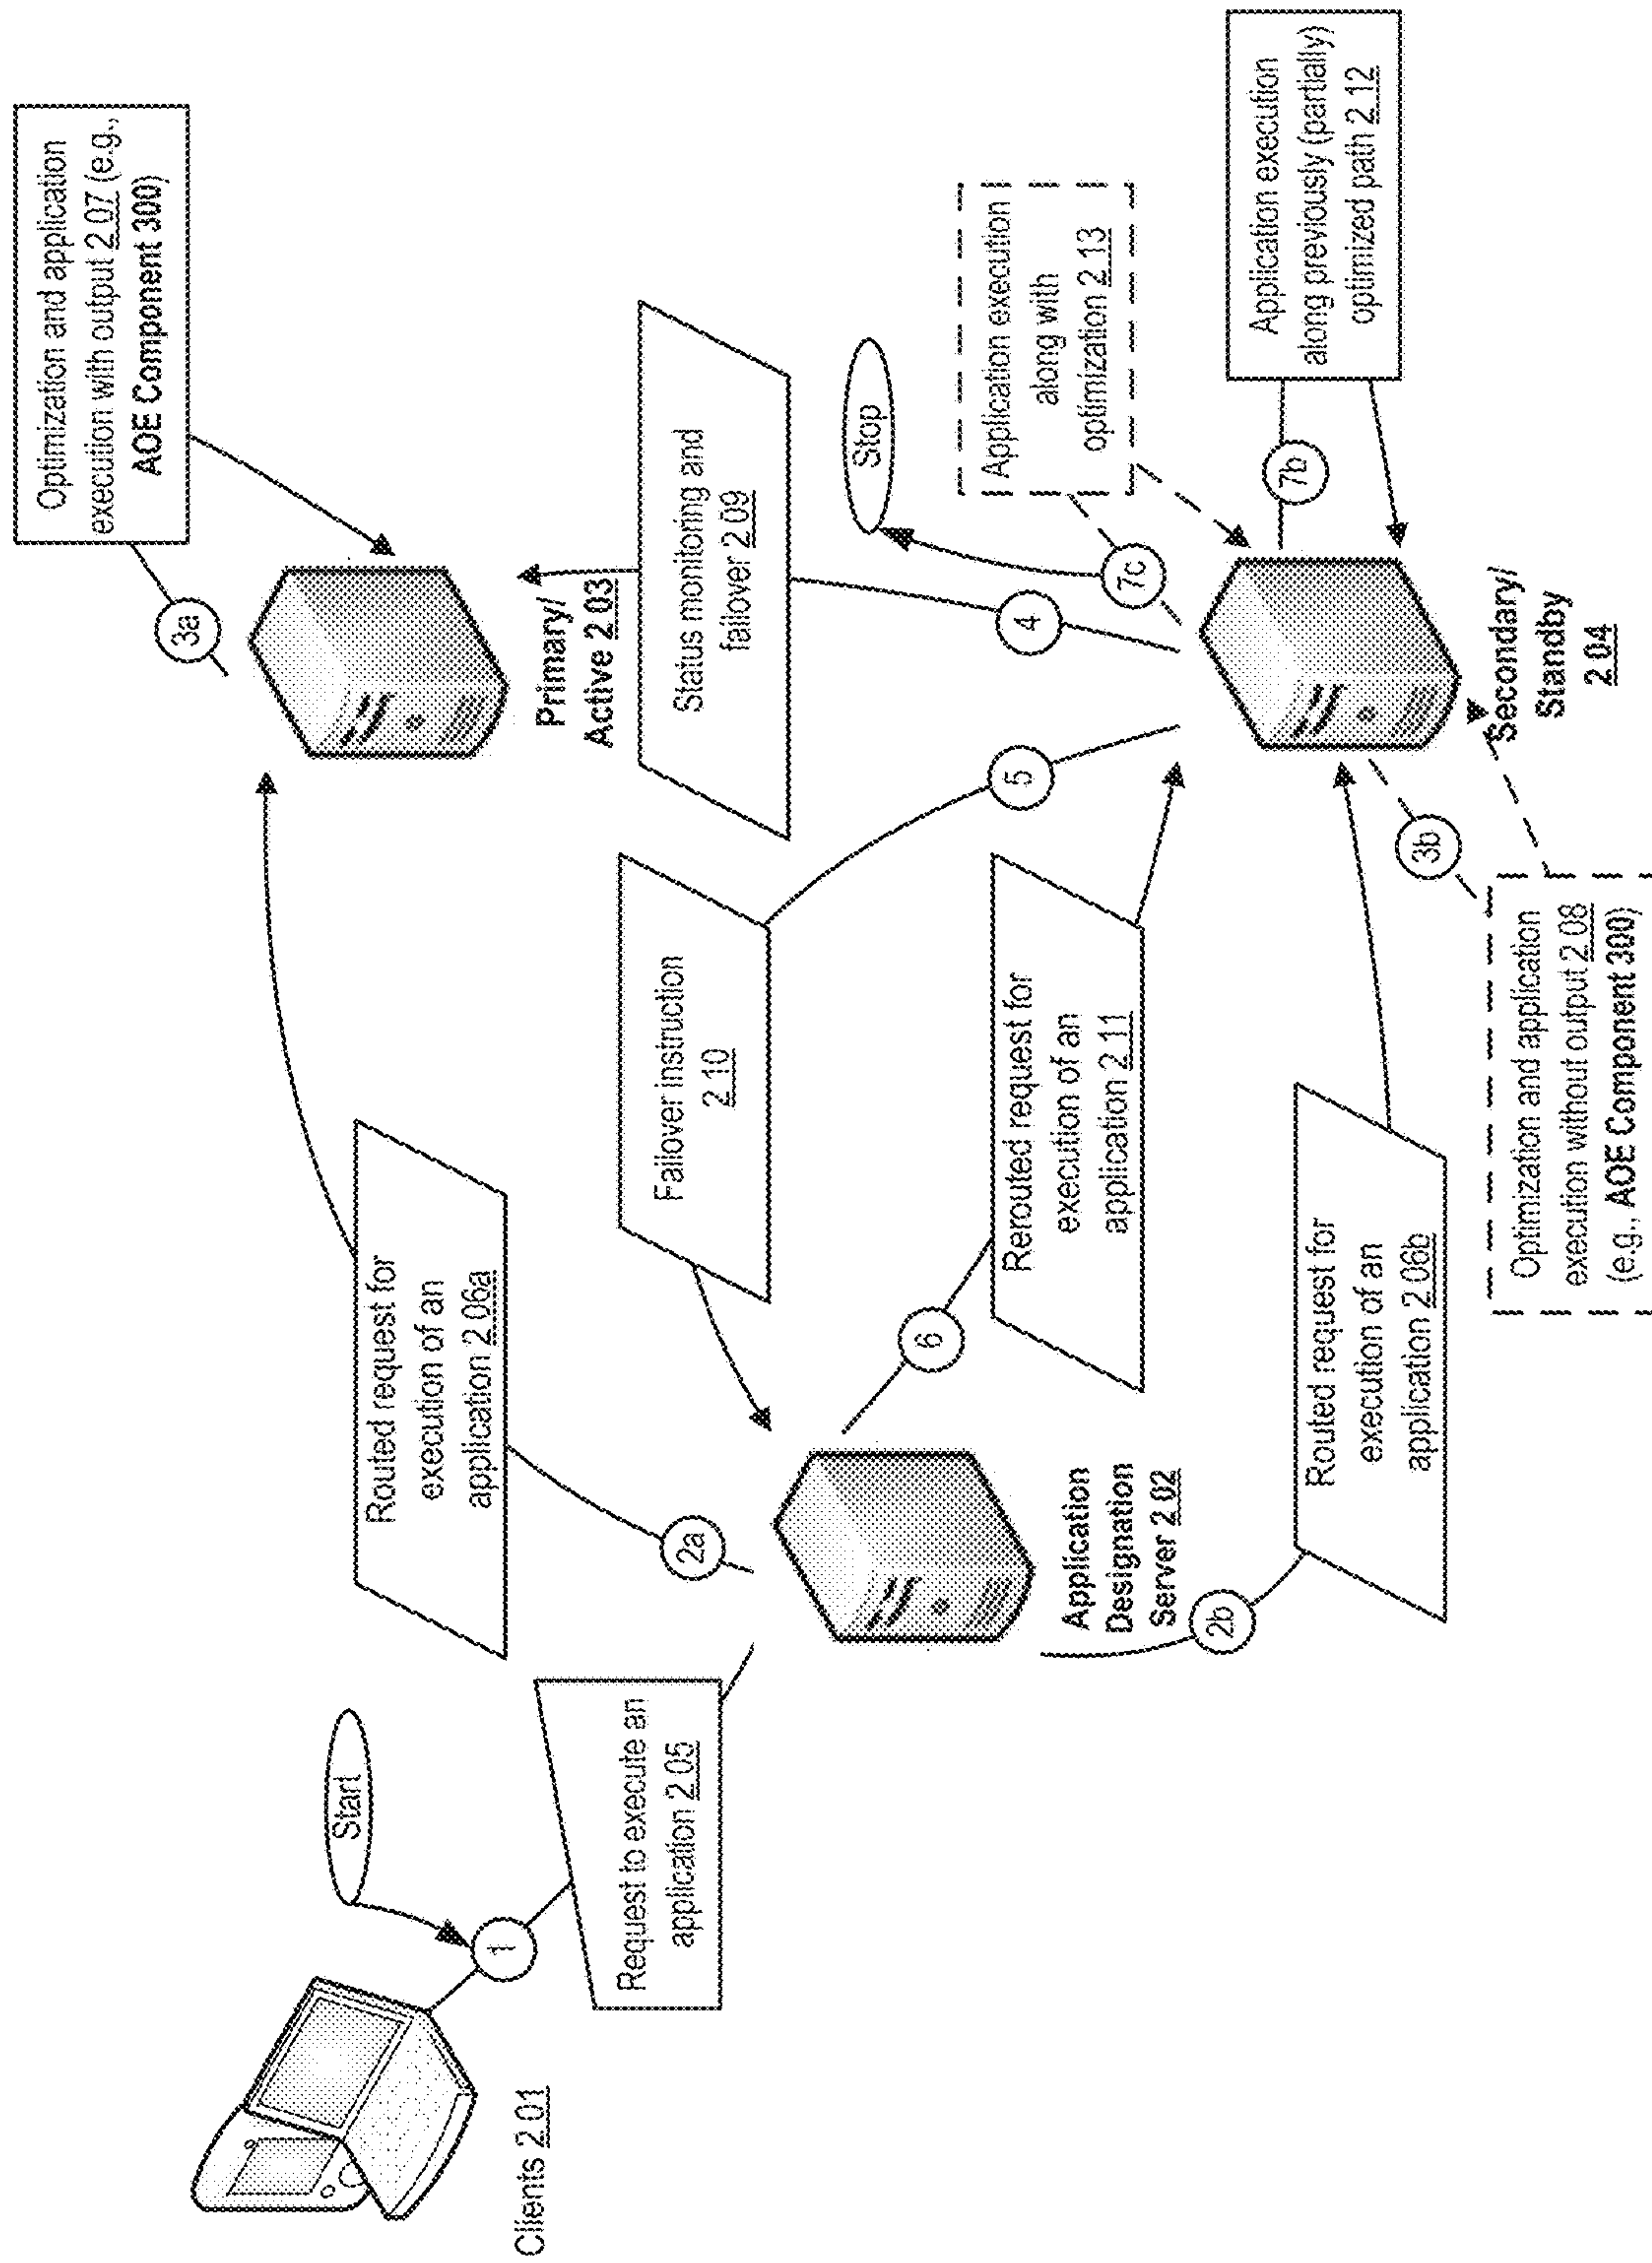 Start
1
Clients 2 01
Request to execute an
application 2 05
Application
Designation
Server 2 02
2a
Routed request for
execution of an
application 2 06a
2b
Routed request for
execution of an
application 2 06b
3a
Optimization and application
execution with output 2 07 (e.g.,
AOE Component 300)
Primary/
Active 2 03
3b
Optimization and application
execution without output 2 08
(e.g., AOE Component 300)
Secondary/
Standby
2 04
4
Status monitoring and
failover 2 09
5
Failover instruction
2 10
6
Rerouted request for
execution of an
application 2 11
7b
Application execution
along previously (partially)
optimized path 2 12
7c
Application execution
along with
optimization 2 13
Stop